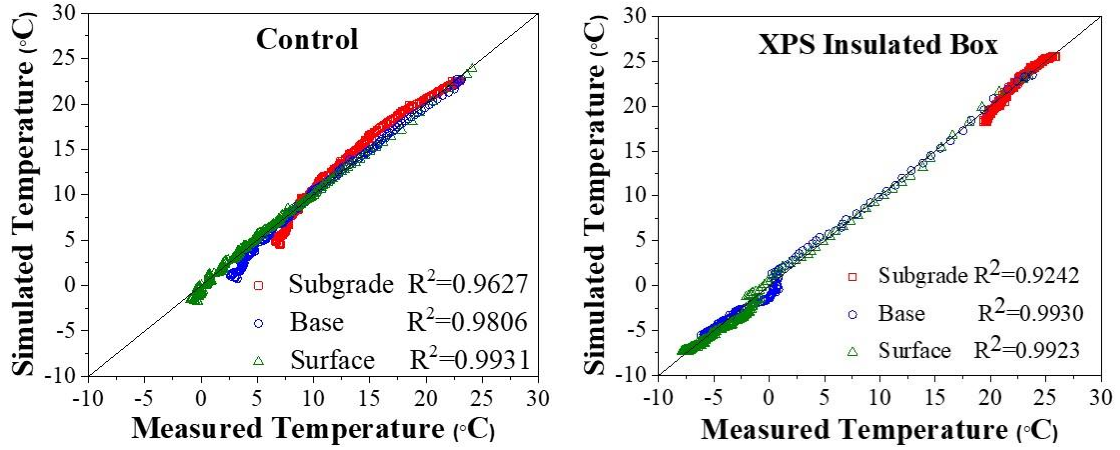 Control
Simulated Temperature (°C)
30
25
20
15
10
5
0
-5
-10
-10 -5 0 5 10 15 20 25 30
Measured Temperature (°C)
Subgrade R²=0.9627
Base R²=0.9806
Surface R²=0.9931
XPS Insulated Box
Simulated Temperature (°C)
30
25
20
15
10
5
0
-5
-10
-10 -5 0 5 10 15 20 25 30
Measured Temperature (°C)
Subgrade R²=0.9242
Base R²=0.9930
Surface R²=0.9923